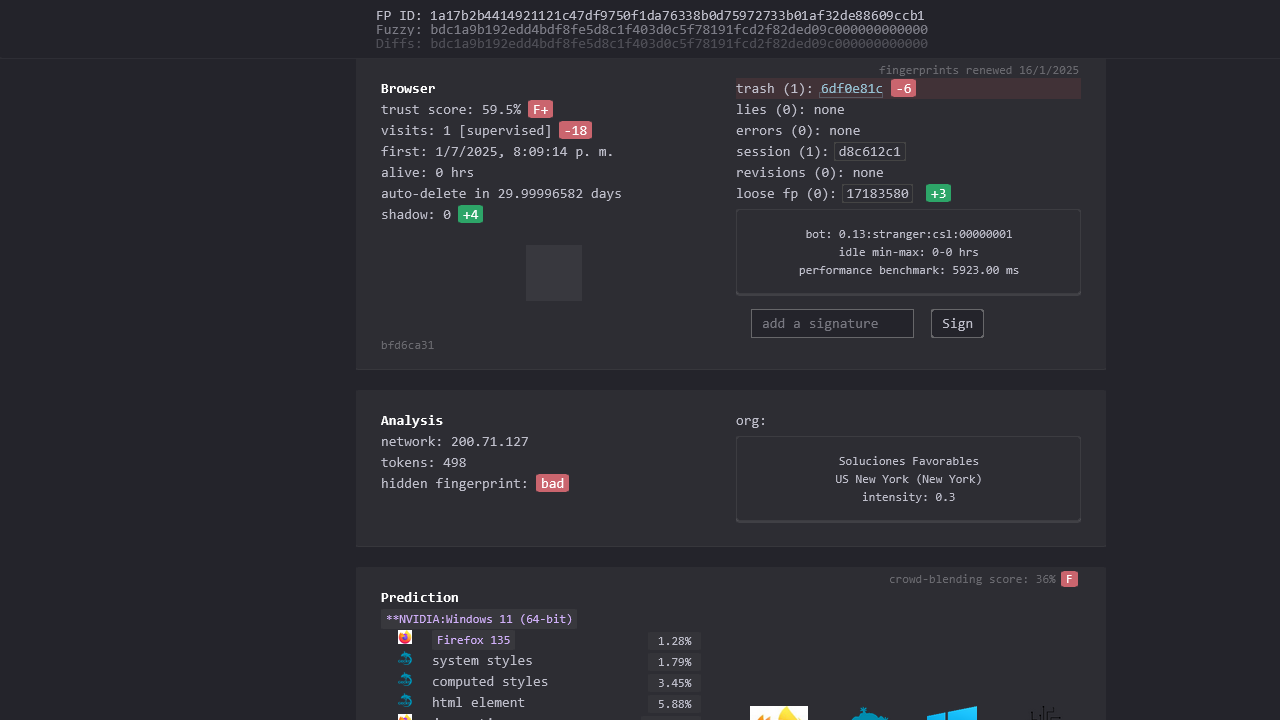 FP ID: 1a17b2b4414921121c47df9750f1da76338b0d75972733b01af32de88609ccb1
Fuzzy: bdc1a9b192edd4bdf8fe5d8c1f403d0c5f78191fcd2f82ded09c000000000000
Diffs: bdc1a9b192edd4bdf8fe5d8c1f403d0c5f78191fcd2f82ded09c000000000000
fingerprints renewed 16/1/2025
Browser
trust score: 59.5% F+
visits: 1 [supervised] -18
first: 1/7/2025, 8:09:14 p. m.
alive: 0 hrs
auto-delete in 29.99996582 days
shadow: 0 +4
bfd6ca31
trash (1): 6df0e81c -6
lies (0): none
errors (0): none
session (1): d8c612c1
revisions (0): none
loose fp (0): 17183580 +3
bot: 0.13:stranger:csl:00000001
idle min-max: 0-0 hrs
performance benchmark: 5923.00 ms
add a signature Sign
Analysis
network: 200.71.127
tokens: 498
hidden fingerprint: bad
org:
Soluciones Favorables
US New York (New York)
intensity: 0.3
crowd-blending score: 36% F
Prediction
**NVIDIA:Windows 11 (64-bit)
Firefox 135 1.28%
system styles 1.79%
computed styles 3.45%
html element 5.88%